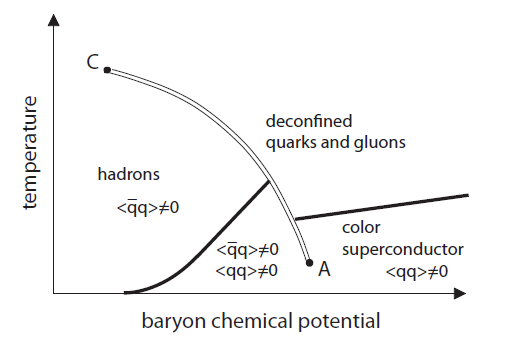 C
deconfined
quarks and gluons
temperature
hadrons
<q̅q>≠0
<q̅q>≠0
<qq>≠0
A
color
superconductor
<qq>≠0
baryon chemical potential